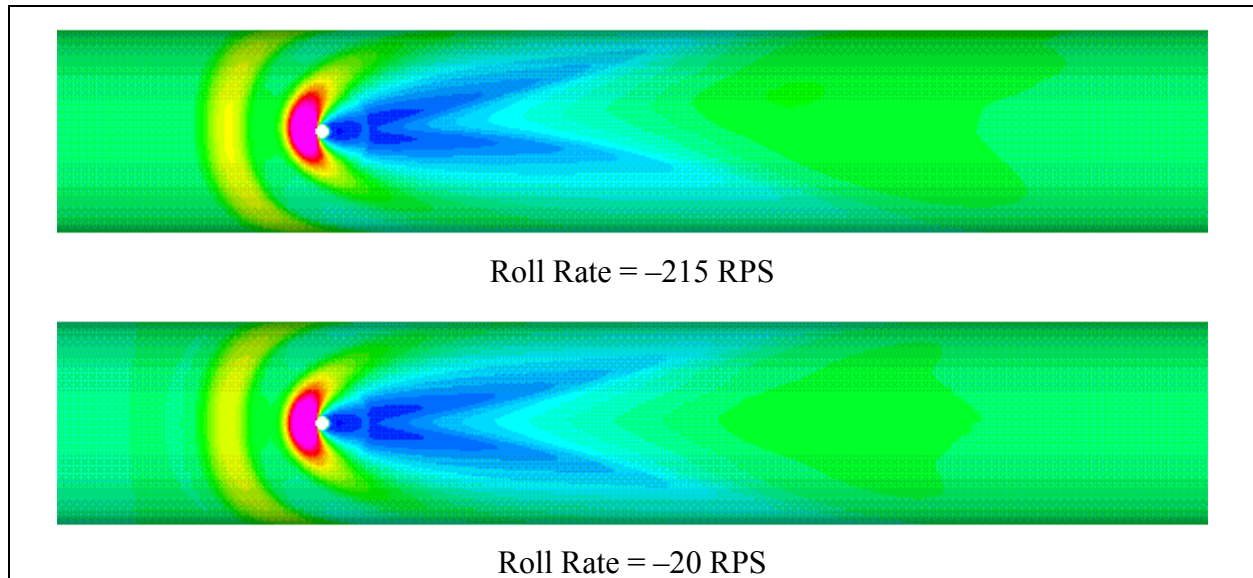 Roll Rate = –215 RPS
Roll Rate = –20 RPS